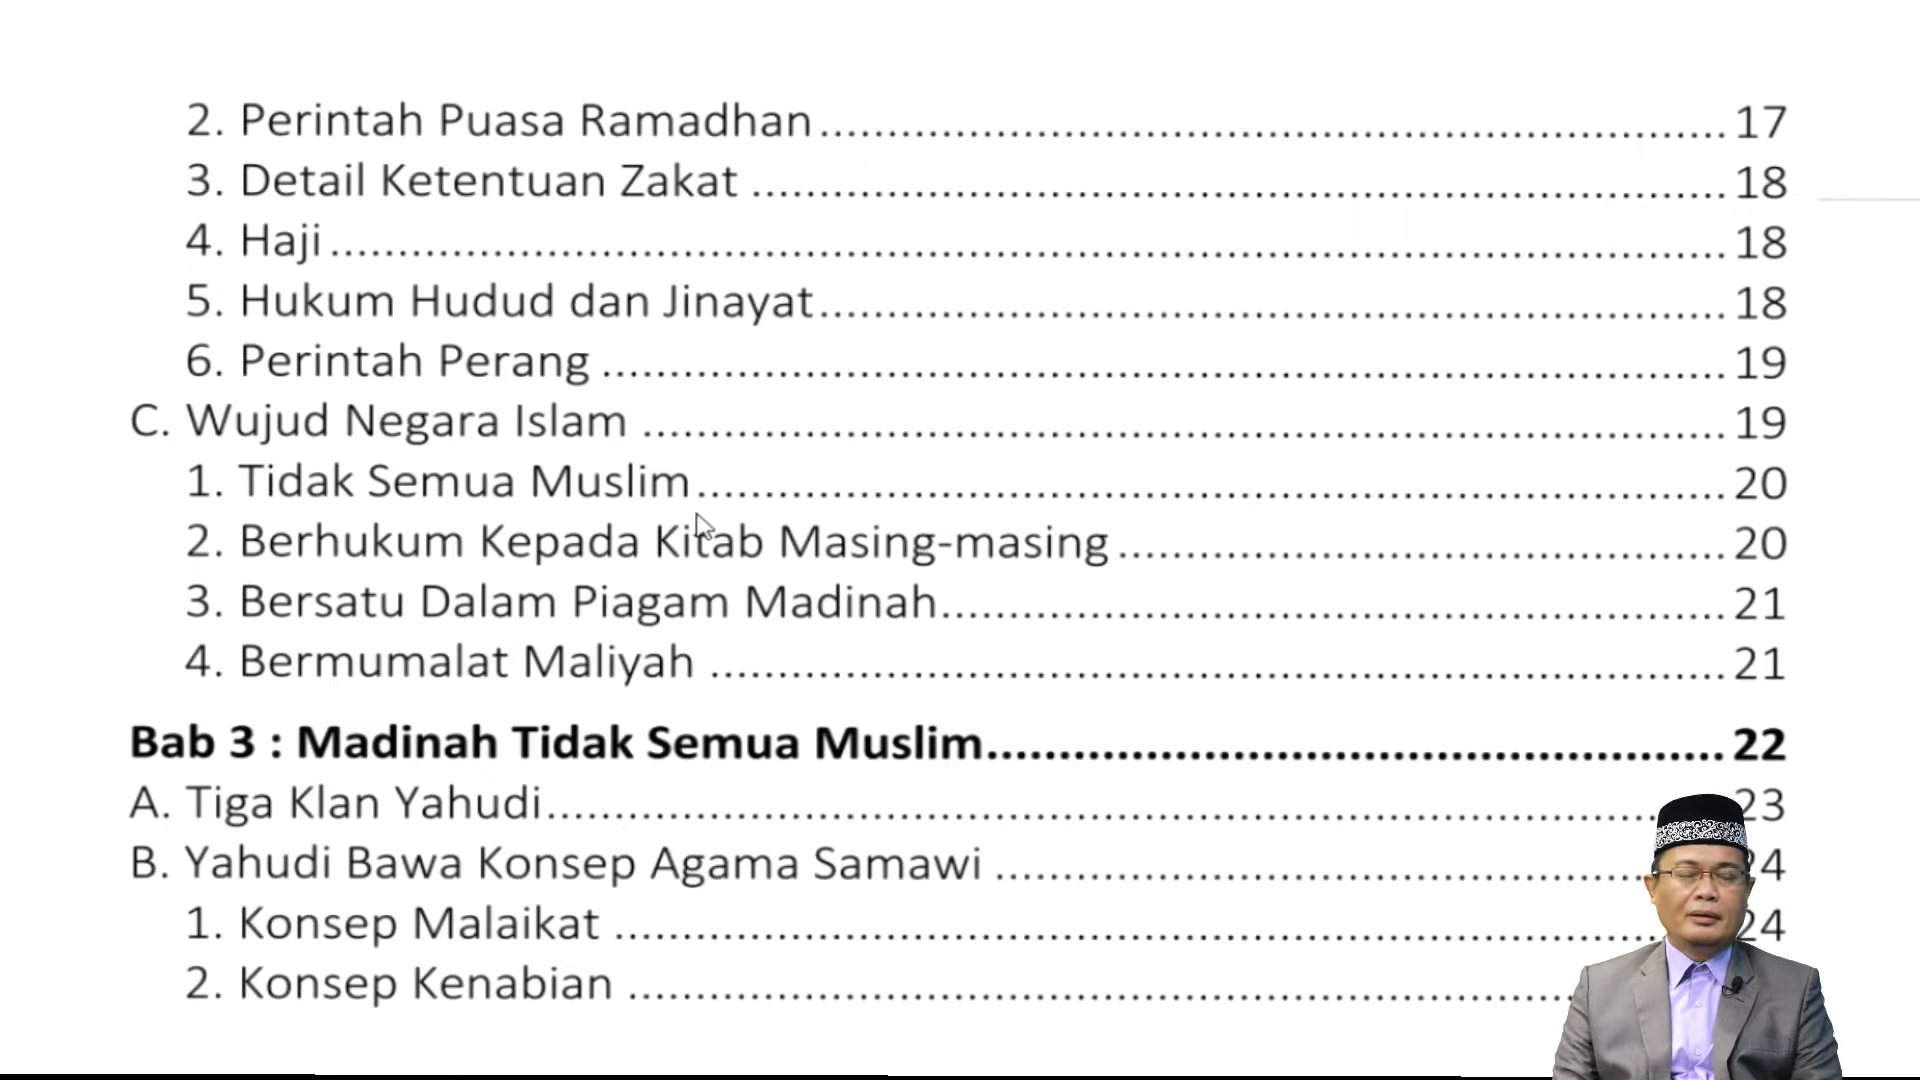 2. Perintah Puasa Ramadhan ........................ 17
3. Detail Ketentuan Zakat ........................ 18
4. Haji ........................ 18
5. Hukum Hudud dan Jinayat ........................ 18
6. Perintah Perang ........................ 19
C. Wujud Negara Islam ........................ 19
1. Tidak Semua Muslim ........................ 20
2. Berhukum Kepada Kitab Masing-masing ........................ 20
3. Bersatu Dalam Piagam Madinah ........................ 21
4. Bermumalat Maliyah ........................ 21
Bab 3 : Madinah Tidak Semua Muslim ........................ 22
A. Tiga Klan Yahudi ........................ 23
B. Yahudi Bawa Konsep Agama Samawi ........................ 24
1. Konsep Malaikat ........................ 24
2. Konsep Kenabian ........................